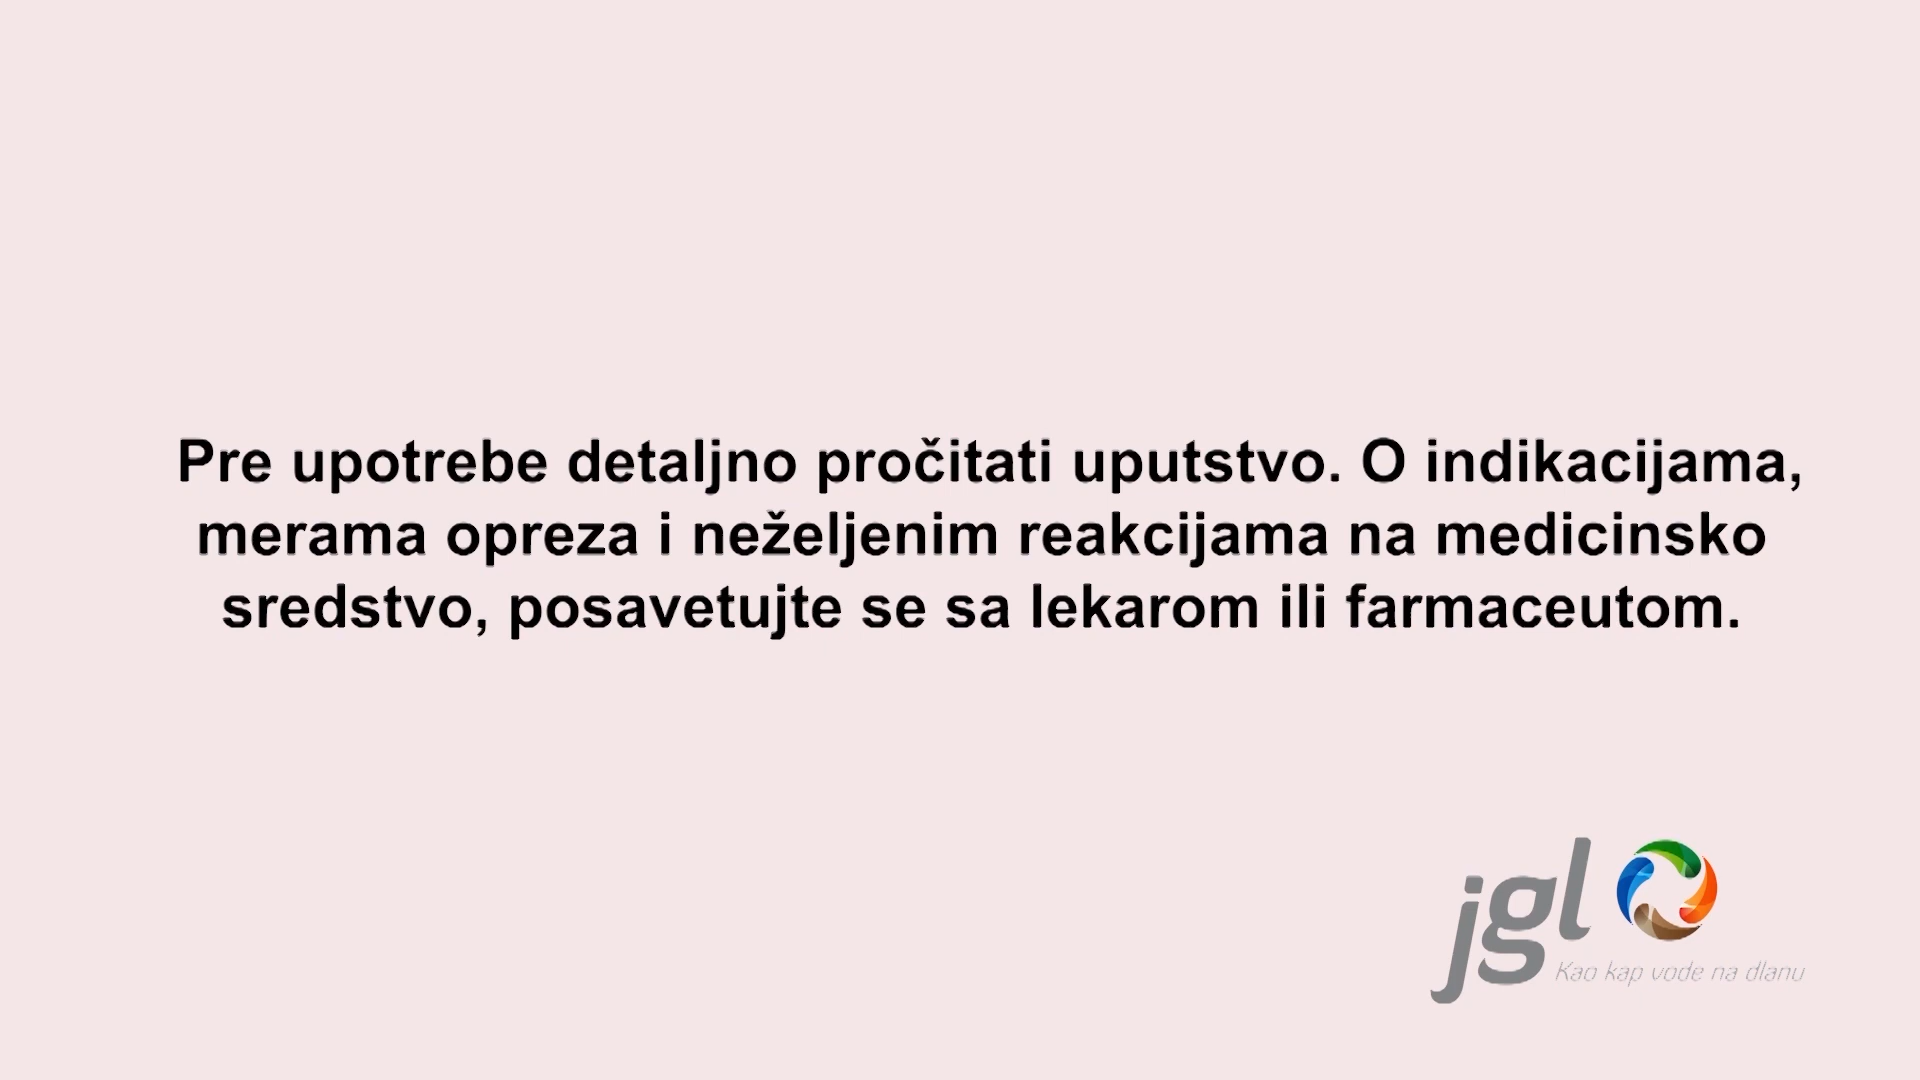 Pre upotrebe detaljno pročitati uputstvo. O indikacijama,
merama opreza i neželjenim reakcijama na medicinsko
sredstvo, posavetujte se sa lekarom ili farmaceutom.
jgl
Kao kap vode na dlanu